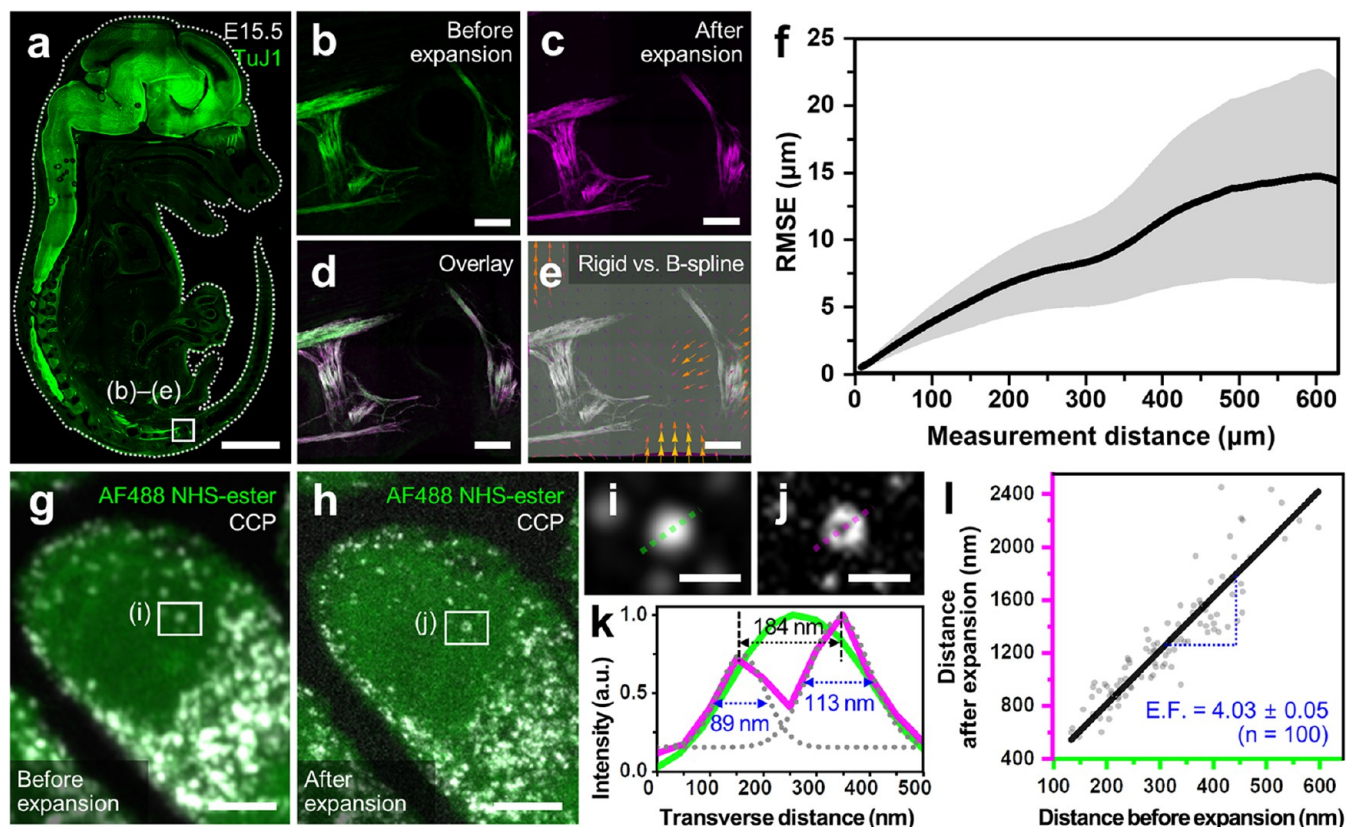 a
E15.5
TuJ1
(b)–(e)
b
Before
expansion
c
After
expansion
d
Overlay
e
Rigid vs. B-spline
f
25
20
15
10
5
0
RMSE (µm)
0 100 200 300 400 500 600
Measurement distance (µm)
g
AF488 NHS-ester
CCP
(i)
Before
expansion
h
AF488 NHS-ester
CCP
(j)
After
expansion
i
j
k
1.0
0.5
0.0
Intensity (a.u.)
184 nm
89 nm
113 nm
0 100 200 300 400 500
Transverse distance (nm)
l
2400
2000
1600
1200
800
400
Distance
after expansion (nm)
E.F. = 4.03 ± 0.05
(n = 100)
100 200 300 400 500 600
Distance before expansion (nm)